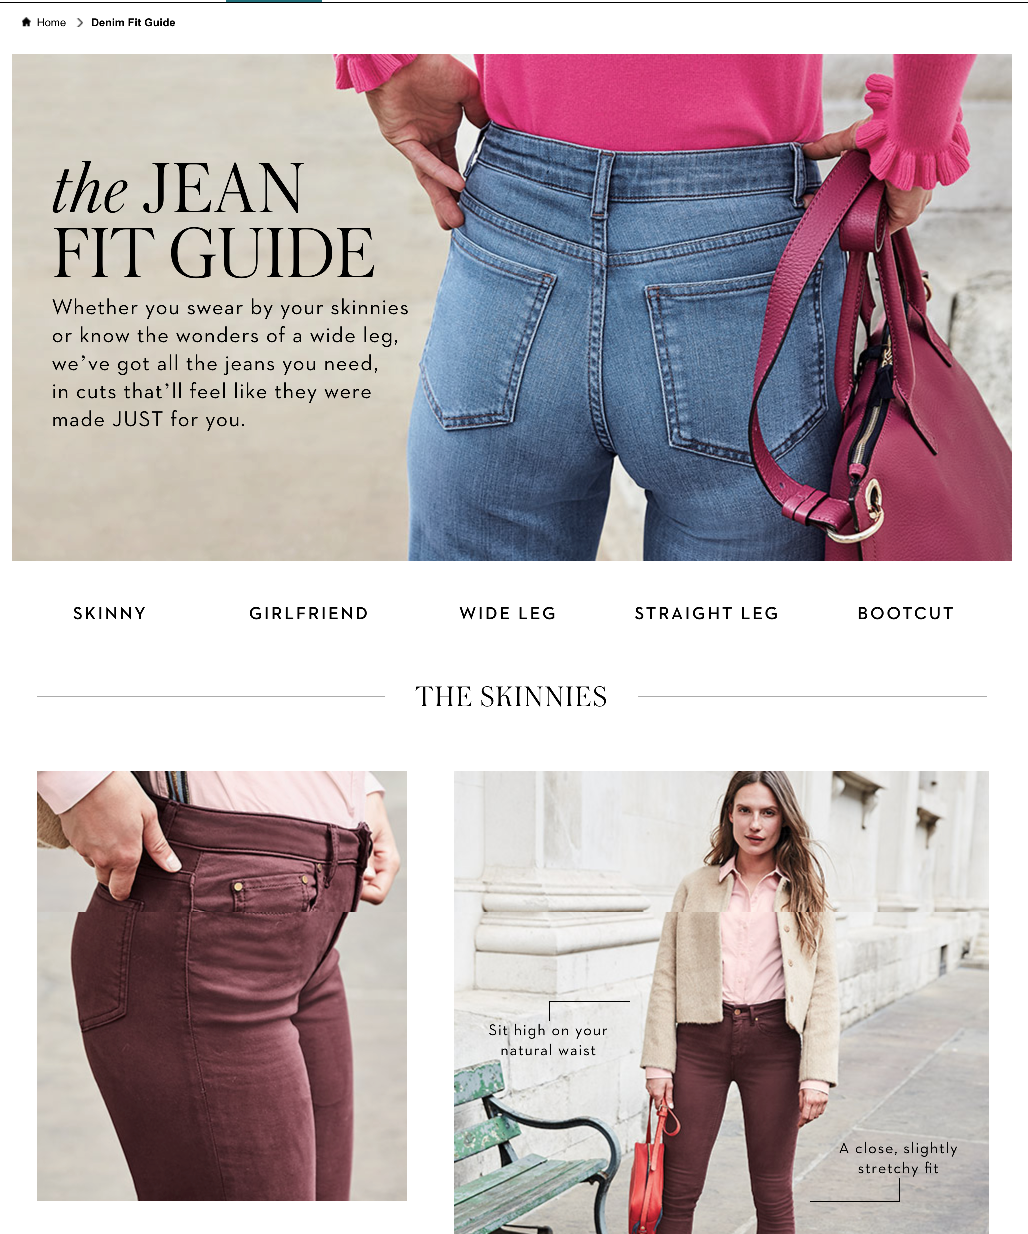 Home > Denim Fit Guide
the JEAN
FIT GUIDE
Whether you swear by your skinnies
or know the wonders of a wide leg,
we've got all the jeans you need,
in cuts that'll feel like they were
made JUST for you.
SKINNY GIRLFRIEND WIDE LEG STRAIGHT LEG BOOTCUT
THE SKINNIES
Sit high on your
natural waist
A close, slightly
stretchy fit